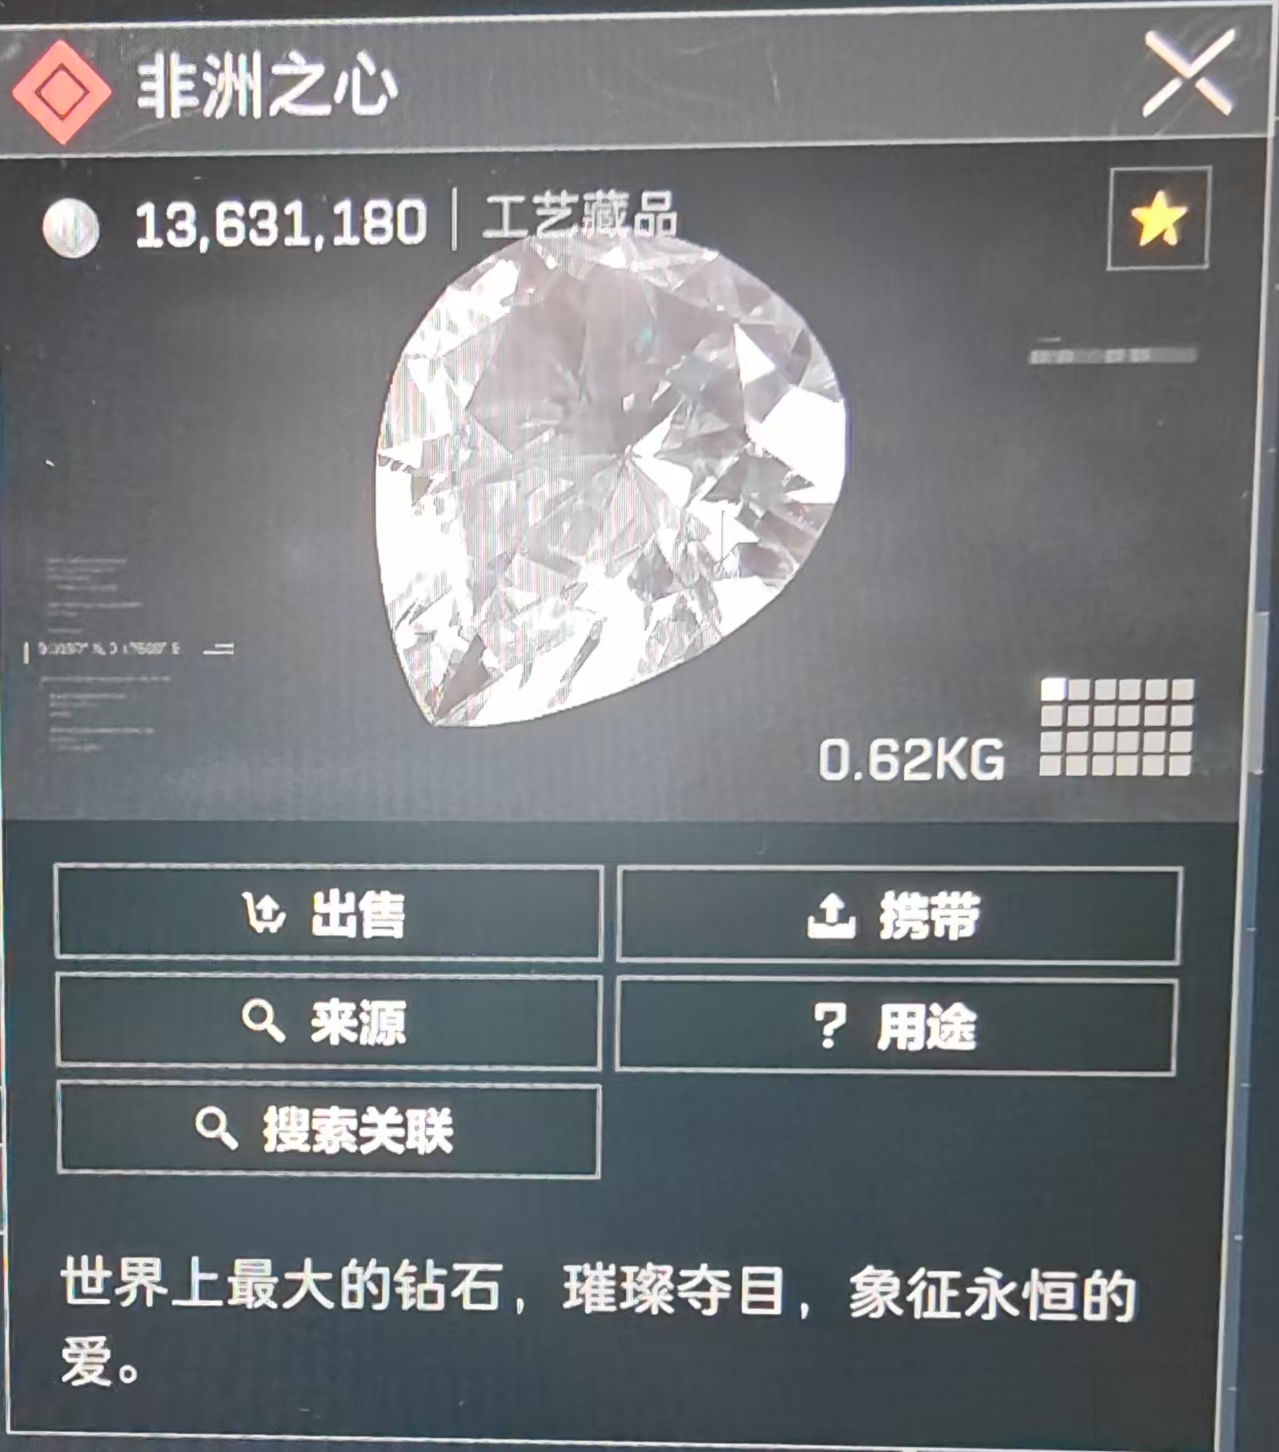 非洲之心
13,631,180 | 工艺藏品
0.62KG
出售
携带
来源
? 用途
搜索关联
世界上最大的钻石，璀璨夺目，象征永恒的
爱。